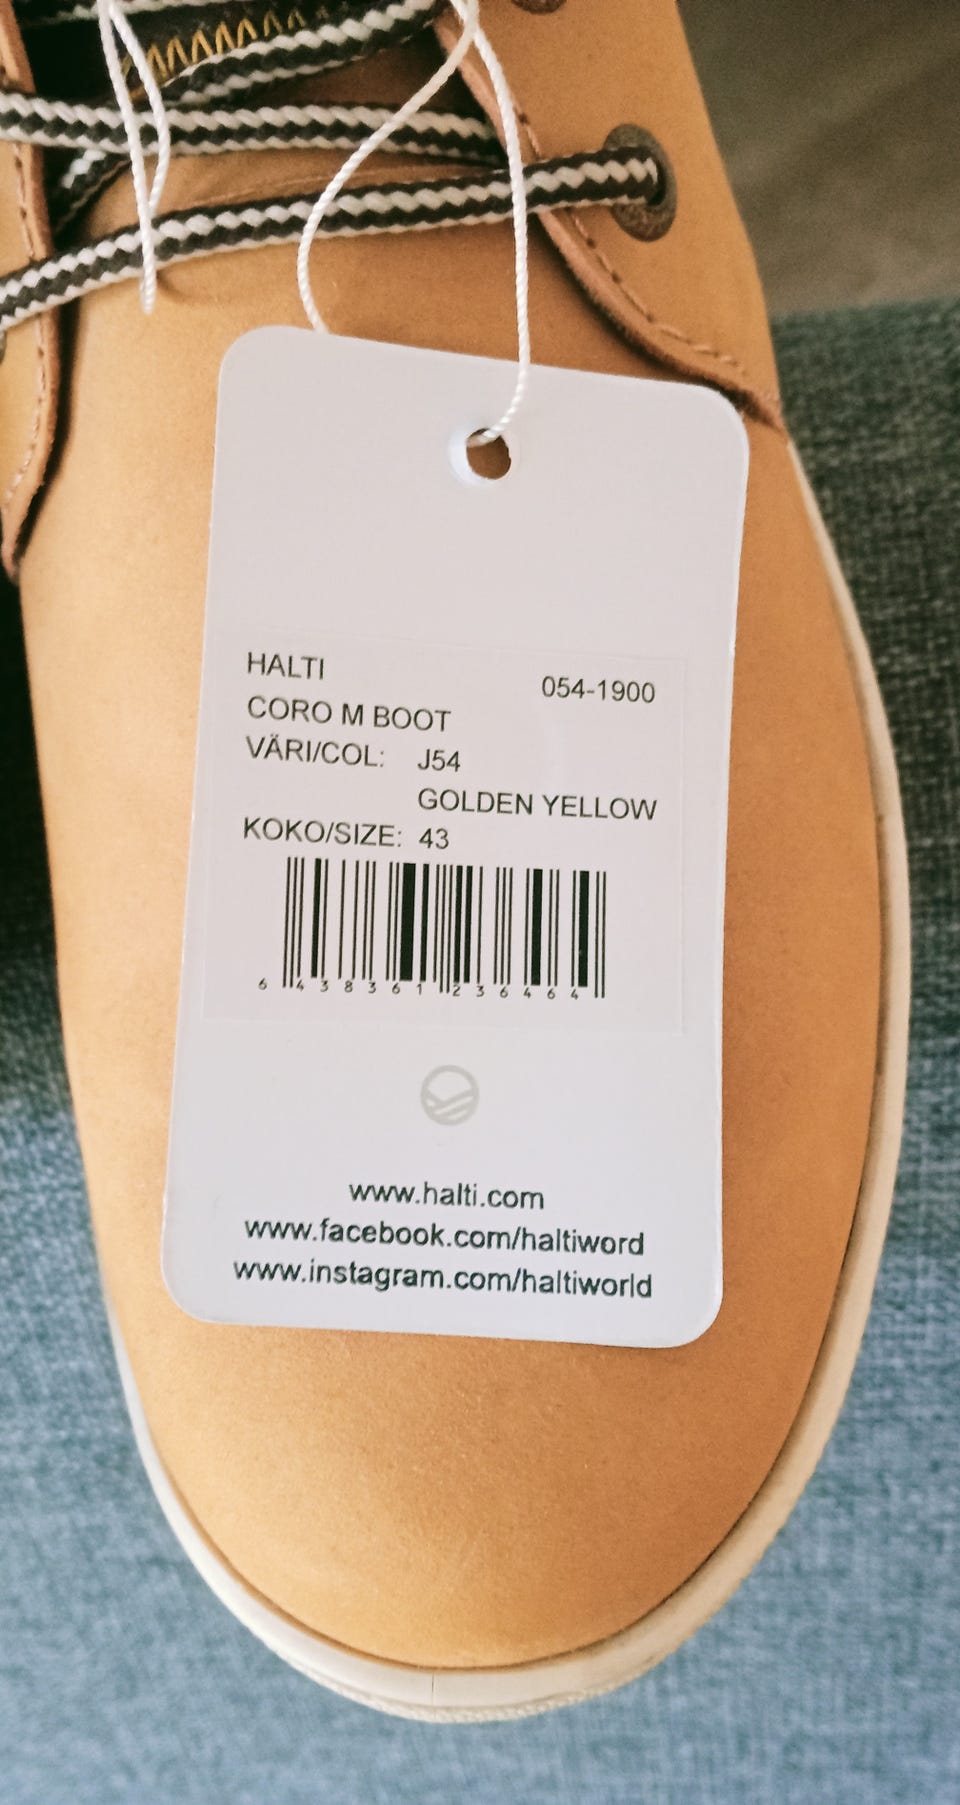 HALTI 054-1900
CORO M BOOT
VÄRI/COL: J54
GOLDEN YELLOW
KOKO/SIZE: 43
6 438361 236464
www.halti.com
www.facebook.com/haltiword
www.instagram.com/haltiworld